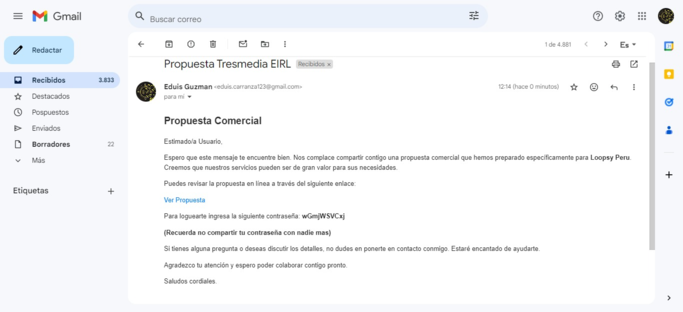 Gmail
Buscar correo
Redactar
1 de 4.881
Es
Recibidos 3.833
Destacados
Pospuestos
Enviados
Borradores 22
Más
Etiquetas
Propuesta Tresmedia EIRL Recibidos x
Eduis Guzman <eduis.carranza123@gmail.com>
12:14 (hace 0 minutos)
para mí
Propuesta Comercial
Estimado/a Usuario,
Espero que este mensaje te encuentre bien. Nos complace compartir contigo una propuesta comercial que hemos preparado específicamente para Loopsy Peru.
Creemos que nuestros servicios pueden ser de gran valor para sus necesidades.
Puedes revisar la propuesta en línea a través del siguiente enlace:
Ver Propuesta
Para loguearte ingresa la siguiente contraseña: wGmjWSVCxj
(Recuerda no compartir tu contraseña con nadie mas)
Si tienes alguna pregunta o deseas discutir los detalles, no dudes en ponerte en contacto conmigo. Estaré encantado de ayudarte.
Agradezco tu atención y espero poder colaborar contigo pronto.
Saludos cordiales.